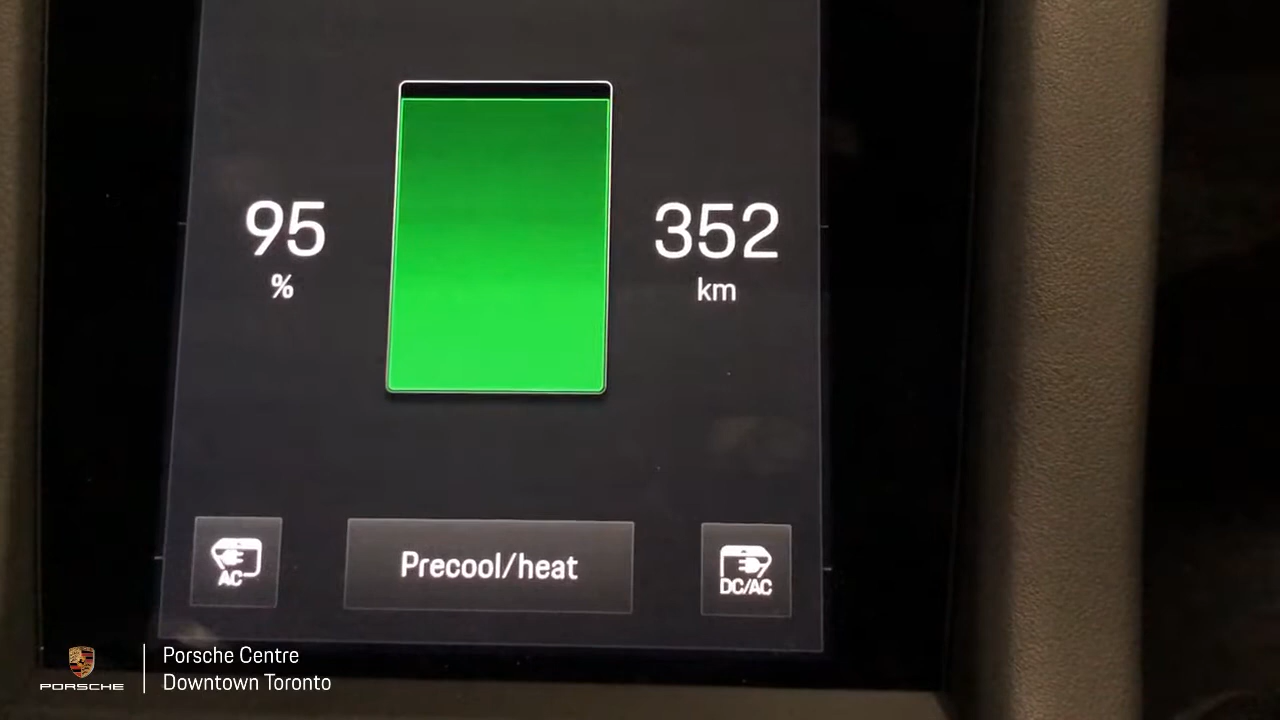 95
%
352
km
AC
Precool/heat
DC/AC
PORSCHE
Porsche Centre
Downtown Toronto